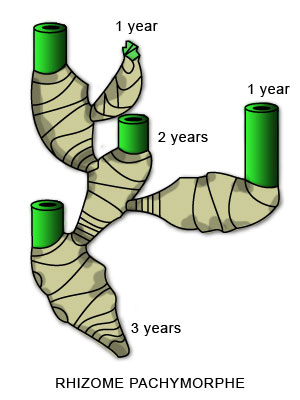 1 year
1 year
2 years
3 years
RHIZOME PACHYMORPHE